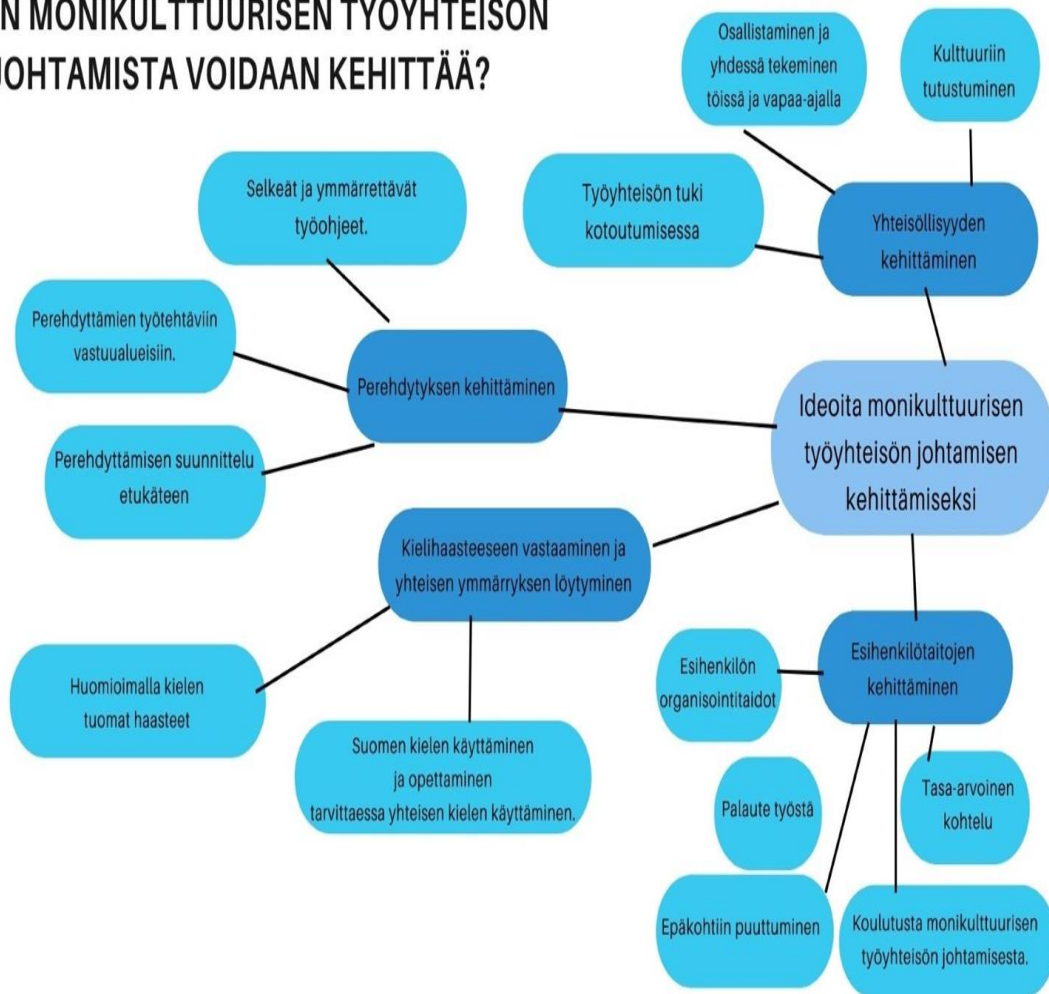 N MONIKULTTUURISEN TYÖYHTEISÖN
JOHTAMISTA VOIDAAN KEHITTÄÄ?
Osallistaminen ja
yhdessä tekeminen
töissä ja vapaa-ajalla
Kulttuuriin
tutustuminen
Työyhteisön tuki
kotoutumisessa
Yhteisöllisyyden
kehittäminen
Selkeät ja ymmärrettävät
työohjeet.
Perehdyttämien työtehtäviin
vastuualueisiin.
Perehdytyksen kehittäminen
Perehdyttämisen suunnittelu
etukäteen
Ideoita monikulttuurisen
työyhteisön johtamisen
kehittämiseksi
Kielihaasteeseen vastaaminen ja
yhteisen ymmärryksen löytyminen
Huomioimalla kielen
tuomat haasteet
Suomen kielen käyttäminen
ja opettaminen
tarvittaessa yhteisen kielen käyttäminen.
Esihenkilötaitojen
kehittäminen
Esihenkilön
organisointitaidot
Palaute työstä
Tasa-arvoinen
kohtelu
Epäkohtiin puuttuminen
Koulutusta monikulttuurisen
työyhteisön johtamisesta.